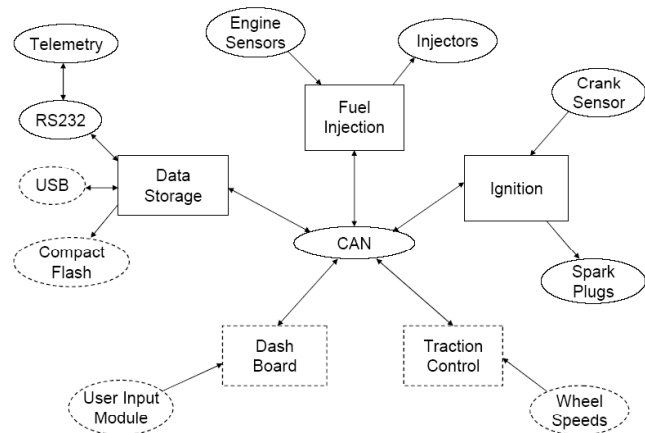 Engine
Sensors
Injectors
Telemetry
Fuel
Injection
Crank
Sensor
RS232
USB
Data
Storage
Ignition
Compact
Flash
CAN
Spark
Plugs
Dash
Board
Traction
Control
User Input
Module
Wheel
Speeds